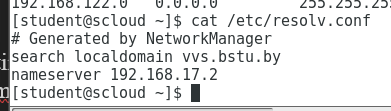 192.168.122.0 0.0.0.0 255.255.25
[student@scloud ~]$ cat /etc/resolv.conf
# Generated by NetworkManager
search localdomain vvs.bstu.by
nameserver 192.168.17.2
[student@scloud ~]$